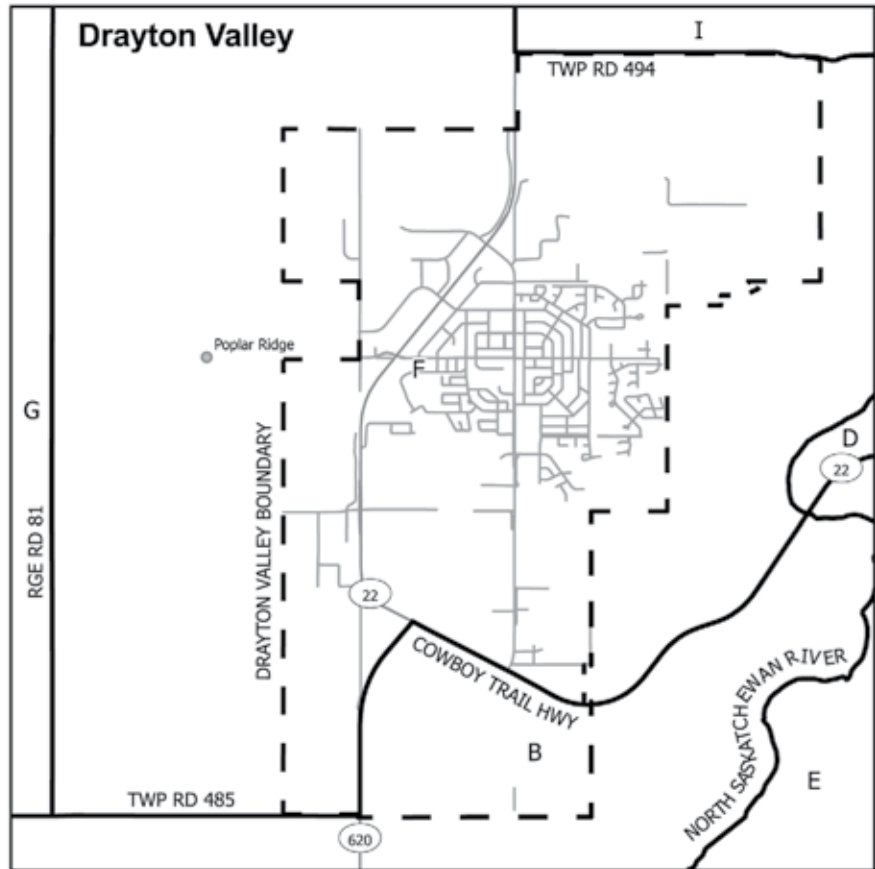 Drayton Valley
I
TWP RD 494
Poplar Ridge
F
G
D
22
RGE RD 81
DRAYTON VALLEY BOUNDARY
22
COWBOY TRAIL HWY
NORTH SASKATCHEWAN RIVER
B
E
TWP RD 485
620